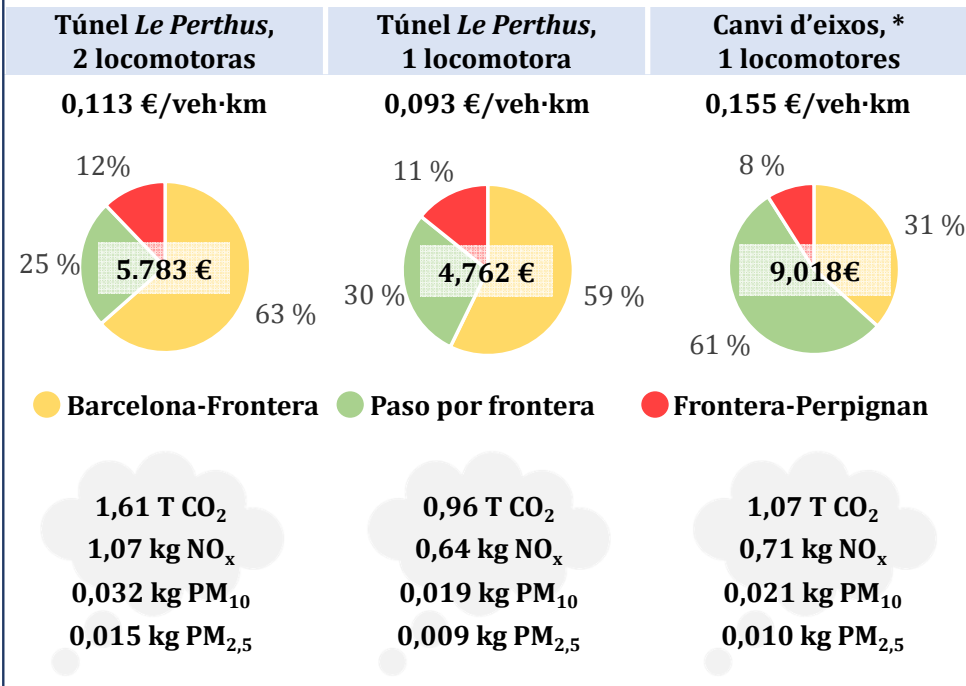 Túnel Le Perthus,
2 locomotoras
Túnel Le Perthus,
1 locomotora
Canvi d'eixos, *
1 locomotores
0,113 €/veh·km
0,093 €/veh·km
0,155 €/veh·km
12%
25 %
5.783 €
63 %
11 %
30 %
4,762 €
59 %
8 %
31 %
9,018€
61 %
Barcelona-Frontera
Paso por frontera
Frontera-Perpignan
1,61 T CO₂
1,07 kg NOₓ
0,032 kg PM₁₀
0,015 kg PM₂,₅
0,96 T CO₂
0,64 kg NOₓ
0,019 kg PM₁₀
0,009 kg PM₂,₅
1,07 T CO₂
0,71 kg NOₓ
0,021 kg PM₁₀
0,010 kg PM₂,₅